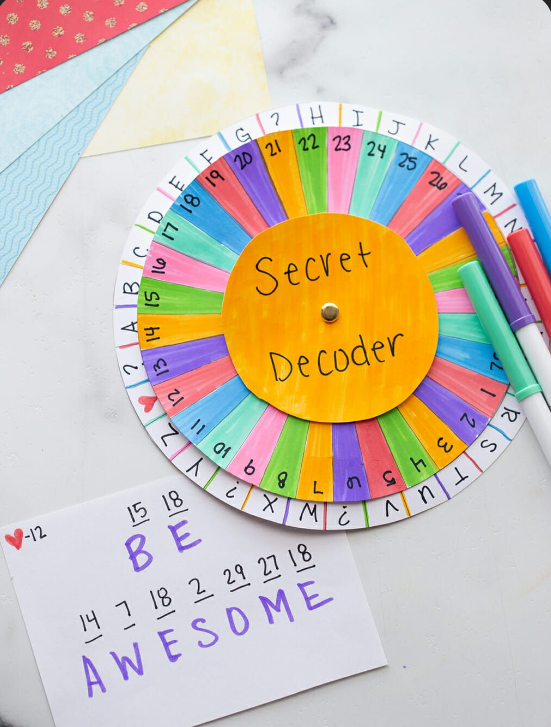 A B C D E F G ? H I J K L M N
14 15 16 17 18 19 20 21 22 23 24 25 26
Secret
Decoder
1 2 3 4 5 6 7 8 9 10 11 12 13
R S T U V ? W X ? Y Z ♥ ?
♥-12
15 18
BE
14 7 18 2 29 27 18
AWESOME